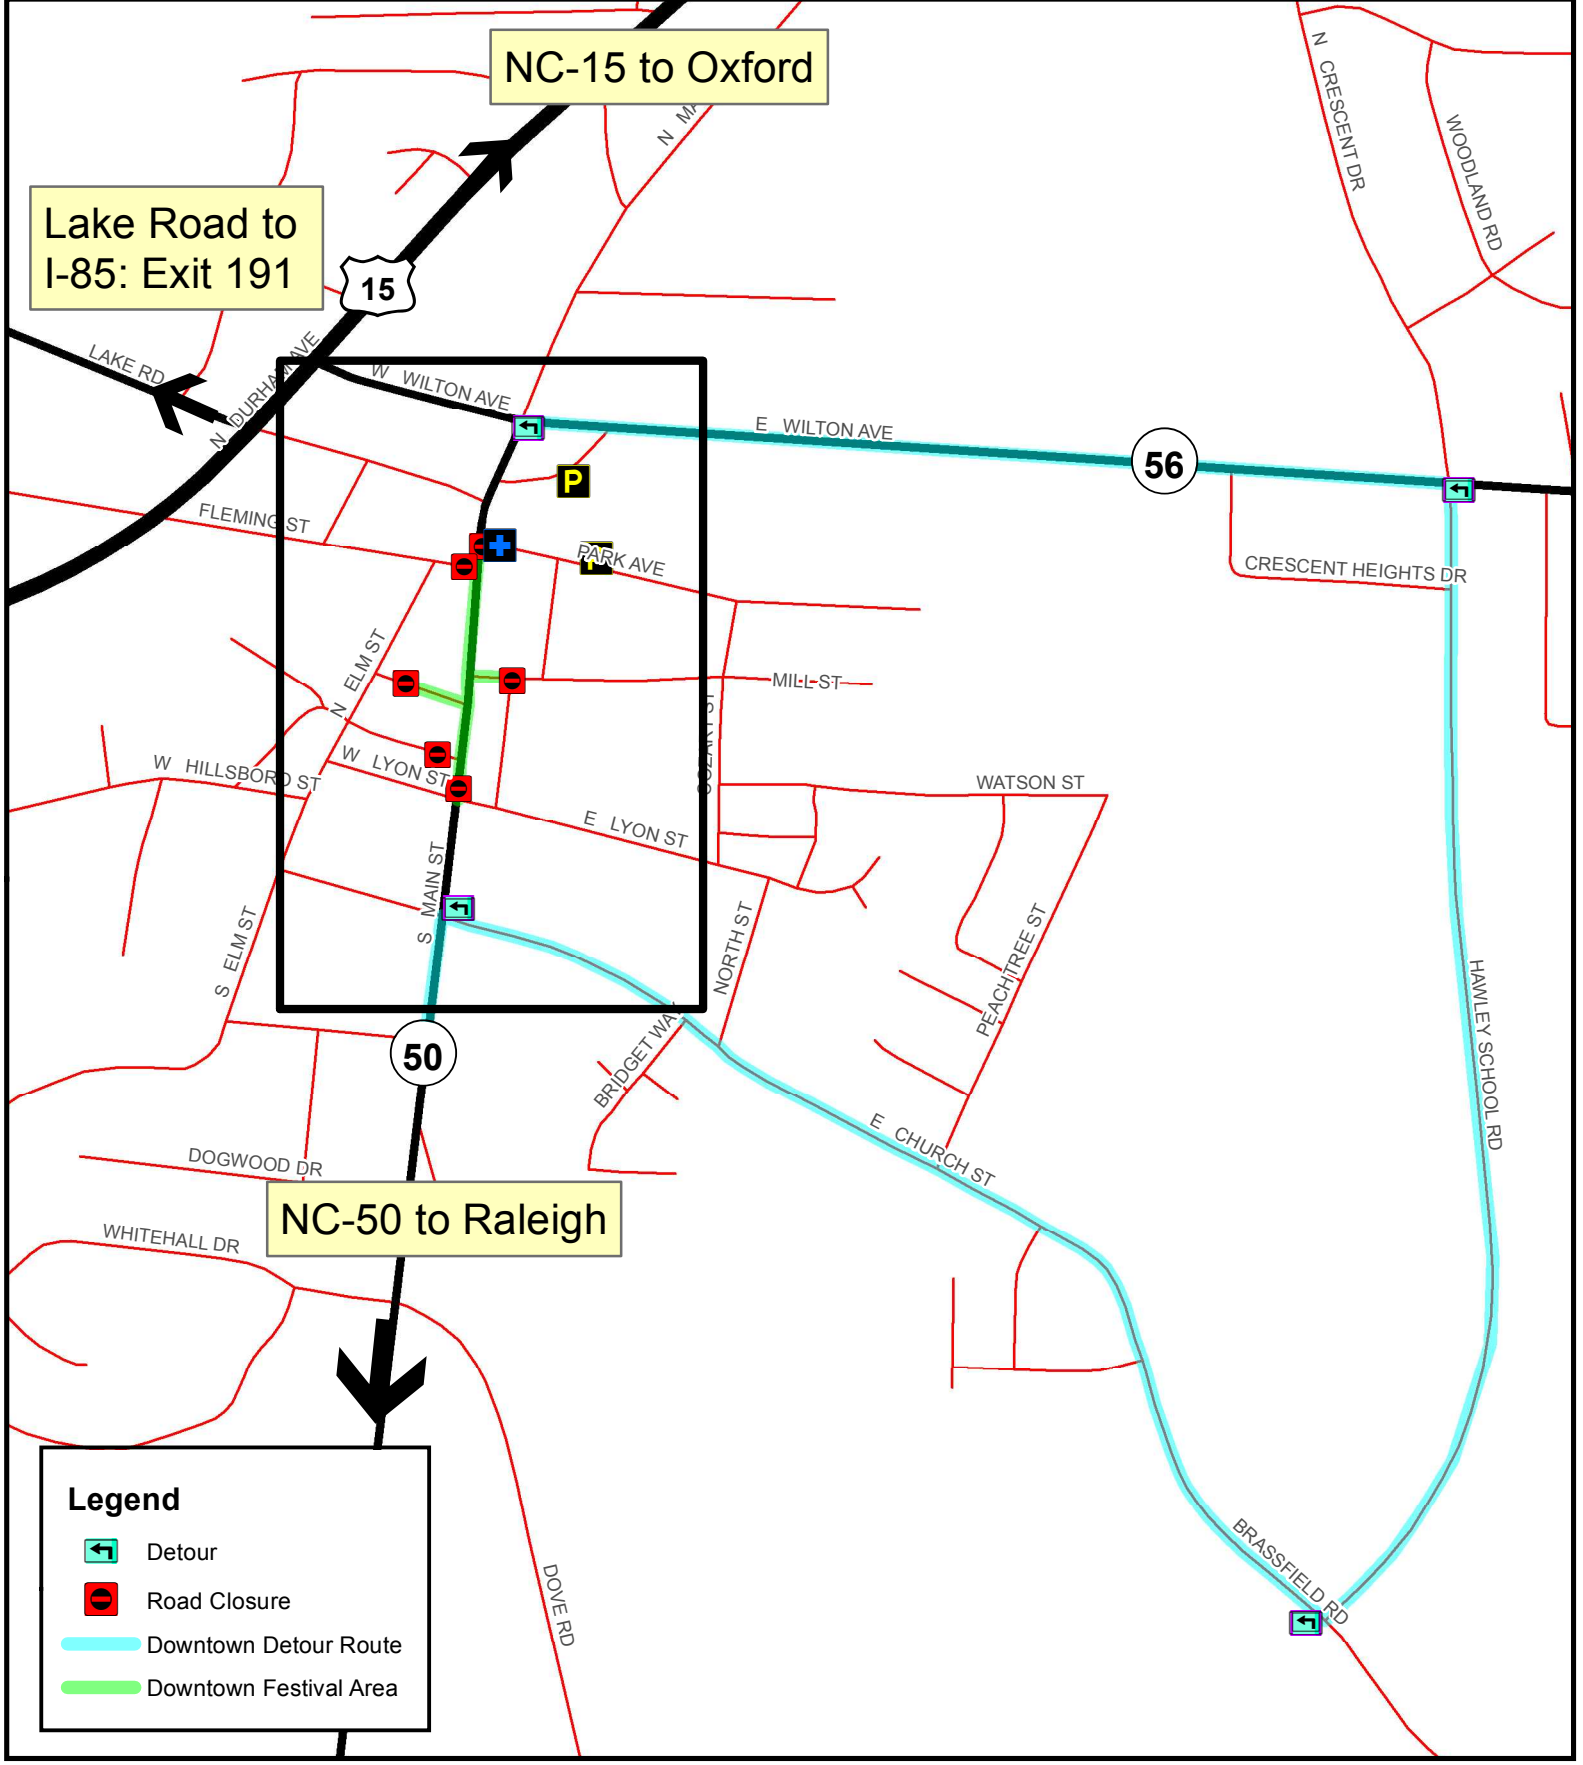 NC-15 to Oxford
N MA
N CRESCENT DR
WOODLAND RD
Lake Road to
I-85: Exit 191
15
LAKE RD
N DURHAM AVE
W WILTON AVE
E WILTON AVE
56
P
FLEMING ST
PARK AVE
CRESCENT HEIGHTS DR
N ELM ST
MILL ST
COZART ST
W HILLSBORO ST
W LYON ST
WATSON ST
E LYON ST
S MAIN ST
S ELM ST
NORTH ST
PEACHTREE ST
HAWLEY SCHOOL RD
50
BRIDGET WAY
E CHURCH ST
DOGWOOD DR
NC-50 to Raleigh
WHITEHALL DR
BRASSFIELD RD
DOVE RD
Legend
Detour
Road Closure
Downtown Detour Route
Downtown Festival Area